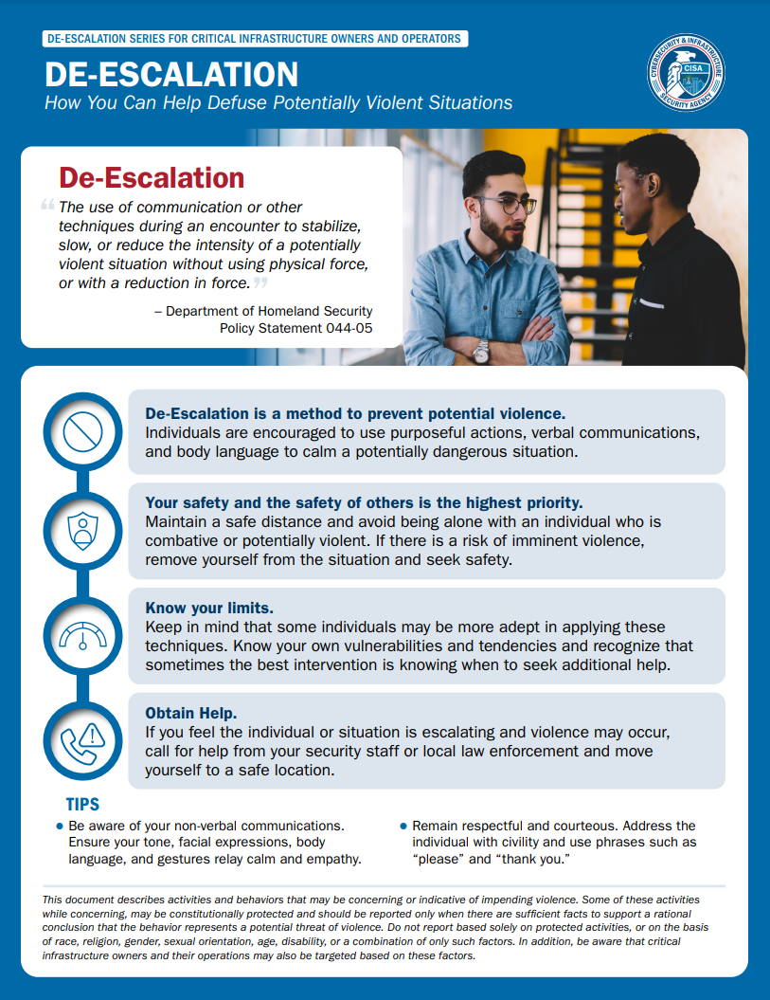 DE-ESCALATION SERIES FOR CRITICAL INFRASTRUCTURE OWNERS AND OPERATORS
DE-ESCALATION
How You Can Help Defuse Potentially Violent Situations
CYBERSECURITY & INFRASTRUCTURE
CISA
SECURITY AGENCY
De-Escalation
“The use of communication or other
techniques during an encounter to stabilize,
slow, or reduce the intensity of a potentially
violent situation without using physical force,
or with a reduction in force.”
– Department of Homeland Security
Policy Statement 044-05
De-Escalation is a method to prevent potential violence.
Individuals are encouraged to use purposeful actions, verbal communications,
and body language to calm a potentially dangerous situation.
Your safety and the safety of others is the highest priority.
Maintain a safe distance and avoid being alone with an individual who is
combative or potentially violent. If there is a risk of imminent violence,
remove yourself from the situation and seek safety.
Know your limits.
Keep in mind that some individuals may be more adept in applying these
techniques. Know your own vulnerabilities and tendencies and recognize that
sometimes the best intervention is knowing when to seek additional help.
Obtain Help.
If you feel the individual or situation is escalating and violence may occur,
call for help from your security staff or local law enforcement and move
yourself to a safe location.
TIPS
• Be aware of your non-verbal communications.
Ensure your tone, facial expressions, body
language, and gestures relay calm and empathy.
• Remain respectful and courteous. Address the
individual with civility and use phrases such as
“please” and “thank you.”
This document describes activities and behaviors that may be concerning or indicative of impending violence. Some of these activities
while concerning, may be constitutionally protected and should be reported only when there are sufficient facts to support a rational
conclusion that the behavior represents a potential threat of violence. Do not report based solely on protected activities, or on the basis
of race, religion, gender, sexual orientation, age, disability, or a combination of only such factors. In addition, be aware that critical
infrastructure owners and their operations may also be targeted based on these factors.